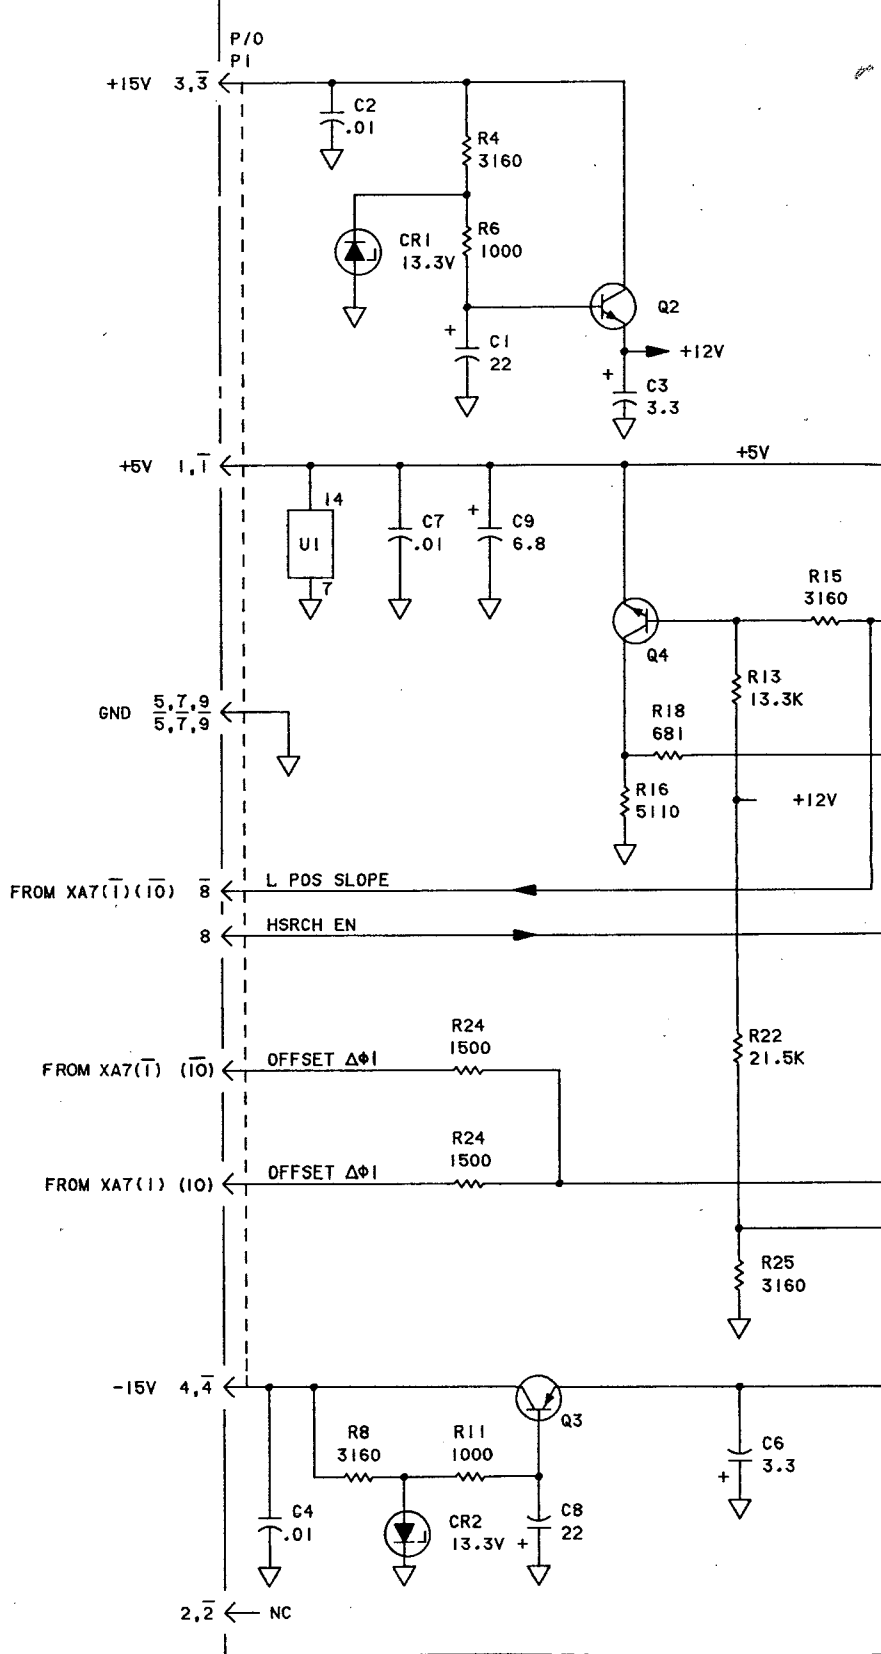 P/O
P1
+15V 3,3̅
C2
.01
R4
3160
CR1
13.3V
R6
1000
Q2
+
C1
22
+12V
+
C3
3.3
+5V 1,1̅
+5V
14
U1
7
C7
.01
+
C9
6.8
R15
3160
Q4
R13
13.3K
GND 5,7,9
5̅,7̅,9̅
R18
681
R16
5110
+12V
FROM XA7(1̅)(1̅0̅) 8̅
L POS SLOPE
8
HSRCH EN
R24
1500
R22
21.5K
FROM XA7(1̅) (1̅0̅)
OFFSET ΔΦ1
R24
1500
FROM XA7(1) (10)
OFFSET ΔΦ1
R25
3160
-15V 4,4̅
Q3
R8
3160
R11
1000
C6
3.3
+
C4
.01
CR2
13.3V
+
C8
22
2,2̅
NC